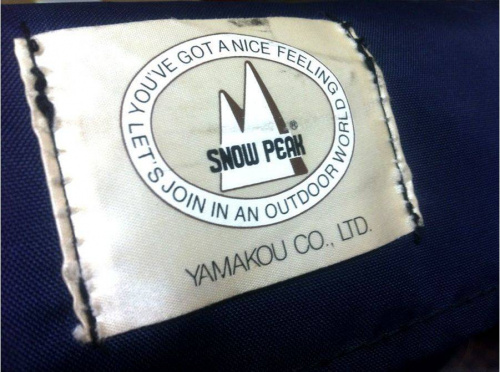 YOU'VE GOT A NICE FEELING
SNOW PEAK®
LET'S JOIN IN AN OUTDOOR WORLD
YAMAKOU CO., LTD.